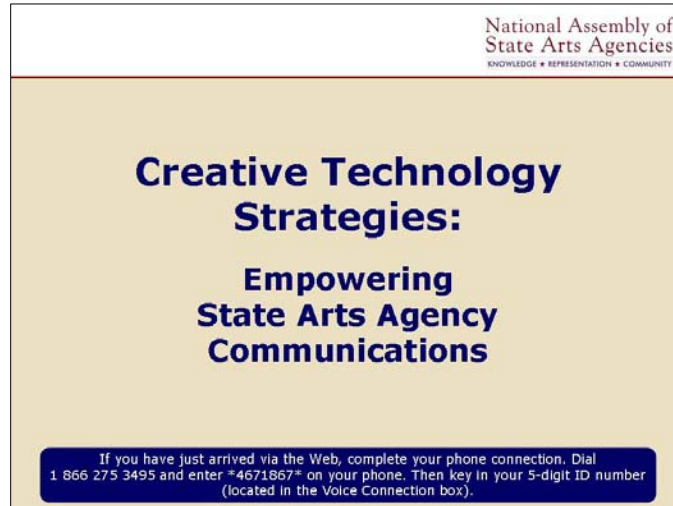 National Assembly of
State Arts Agencies
KNOWLEDGE ★ REPRESENTATION ★ COMMUNITY
Creative Technology
Strategies:
Empowering
State Arts Agency
Communications
If you have just arrived via the Web, complete your phone connection. Dial
1 866 275 3495 and enter *4671867* on your phone. Then key in your 5-digit ID number
(located in the Voice Connection box).